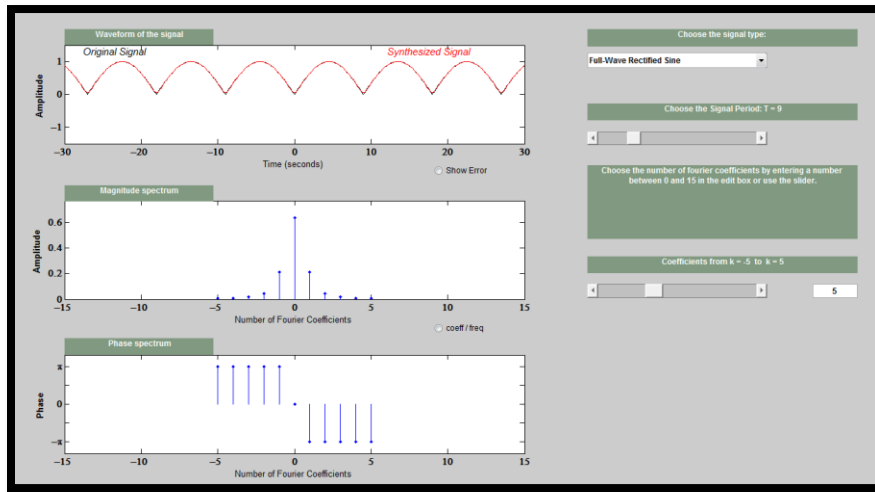 Waveform of the signal
Original Signal
Synthesized Signal
Amplitude
1
0
−1
−30
−20
−10
0
10
20
30
Time (seconds)
Show Error
Magnitude spectrum
Amplitude
0.6
0.4
0.2
0
−15
−10
−5
0
5
10
15
Number of Fourier Coefficients
coeff / freq
Phase spectrum
Phase
π
0
−π
−15
−10
−5
0
5
10
15
Number of Fourier Coefficients
Choose the signal type:
Full-Wave Rectified Sine
Choose the Signal Period: T = 9
Choose the number of fourier coefficients by entering a number
between 0 and 15 in the edit box or use the slider.
Coefficients from k = -5 to k = 5
5